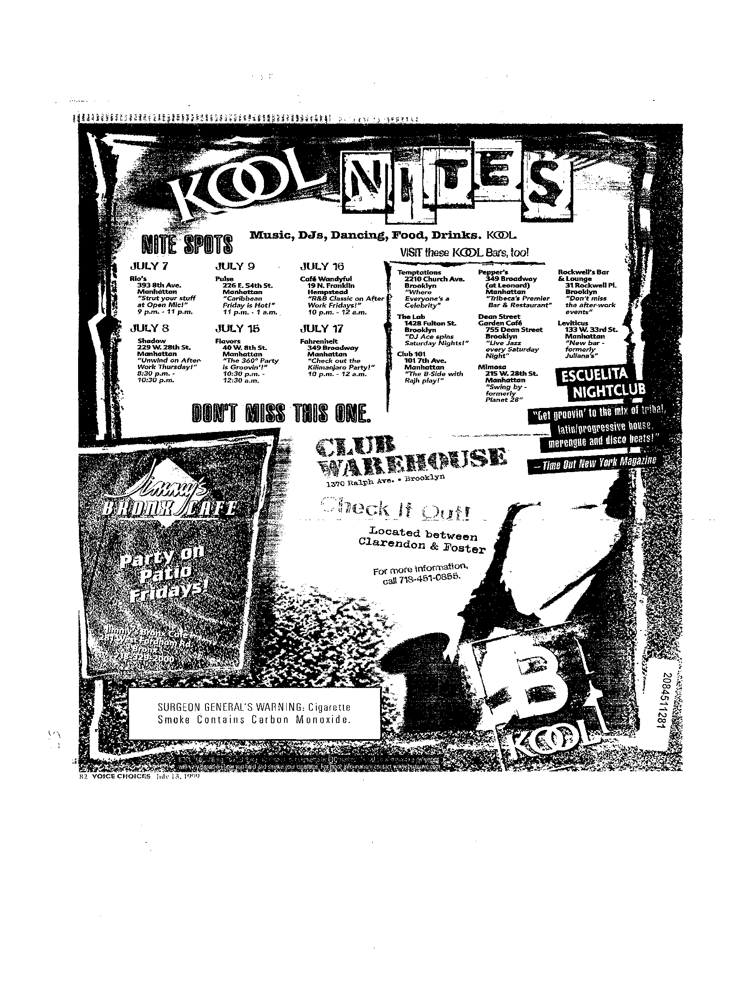 KOOL NITES
Music, DJs, Dancing, Food, Drinks. KOOL
NITE SPOTS
JULY 7
Rio's
393 8th Ave.
Manhattan
"Strut your stuff
at Open Mic!"
9 p.m. - 11 p.m.
JULY 8
Shadow
229 W. 28th St.
Manhattan
"Unwind on After-
Work Thursday!"
8:30 p.m. -
10:30 p.m.
JULY 9
Pulse
226 E. 54th St.
Manhattan
"Caribbean
Friday is Hot!"
11 p.m. - 1 a.m.
JULY 15
Flavors
40 W. 8th St.
Manhattan
"The 360° Party
is Groovin'!"
10:30 p.m. -
12:30 a.m.
JULY 16
Café Wandyful
19 N. Franklin
Hempstead
"R&B Classic on After
Work Fridays!"
10 p.m. - 12 p.m.
JULY 17
Fahrenheit
349 Broadway
Manhattan
"Check out the
Kilimanjaro Party!"
10 p.m. - 12 a.m.
VISIT these KOOL Bars, too!
Temptations
2210 Church Ave.
Brooklyn
"Where
Everyone's a
Celebrity"
The Lab
1428 Fulton St.
Brooklyn
"DJ Ace spins
Saturday Nights!"
Club 101
101 7th Ave.
Manhattan
"The B-Side with
Rajh play!"
Pepper's
349 Broadway
(at Leonard)
Manhattan
"Tribeca's Premier
Bar & Restaurant"
Dean Street
Garden Café
755 Dean Street
Brooklyn
"Live Jazz
every Saturday
Night"
Mimosa
215 W. 28th St.
Manhattan
"Swing by -
formerly
Planet 28"
Rockwell's Bar
& Lounge
31 Rockwell Pl.
Brooklyn
"Don't miss
the after-work
events"
Leviticus
133 W. 33rd St.
Manhattan
"New bar -
formerly
Juliana's"
ESCUELITA
NIGHTCLUB
"Get groovin' to the mix of tribal,
latin/progressive house,
merengue and disco beats!"
— Time Out New York Magazine
DON'T MISS THIS ONE.
CLUB
WAREHOUSE
1370 Ralph Ave. • Brooklyn
Check It Out!
Located between
Clarendon & Foster
For more information,
call 718-451-0855.
Jimmy's
BRONX CAFE
Party on
Patio
Fridays!
Jimmy's Bronx Cafe
Fordham Rd.
Bronx
B
KOOL
SURGEON GENERAL'S WARNING: Cigarette
Smoke Contains Carbon Monoxide.
2084511281
82 VOICE CHOICES July 13, 1999